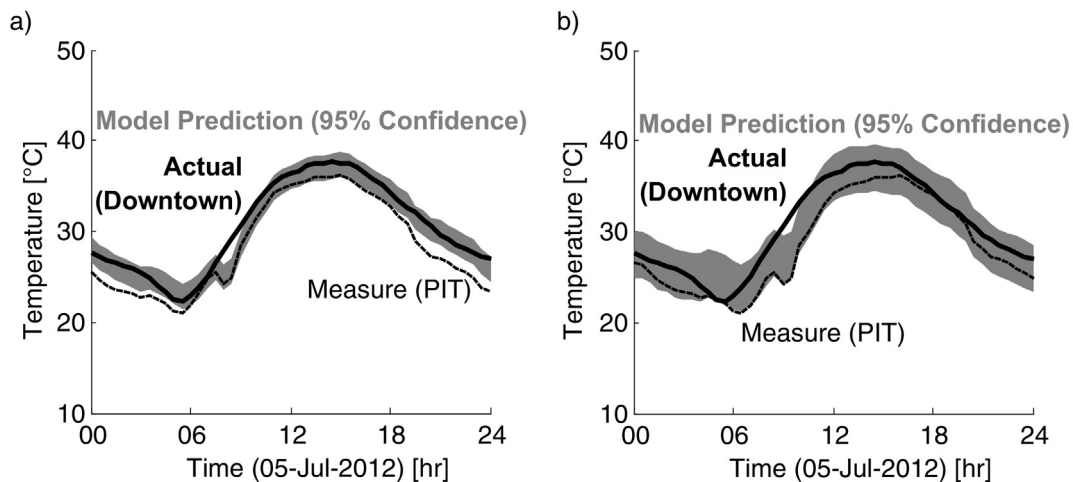 a)
50
40
30
20
10
Temperature [°C]
Model Prediction (95% Confidence)
Actual
(Downtown)
Measure (PIT)
00
06
12
18
24
Time (05-Jul-2012) [hr]
b)
50
40
30
20
10
Temperature [°C]
Model Prediction (95% Confidence)
Actual
(Downtown)
Measure (PIT)
00
06
12
18
24
Time (05-Jul-2012) [hr]